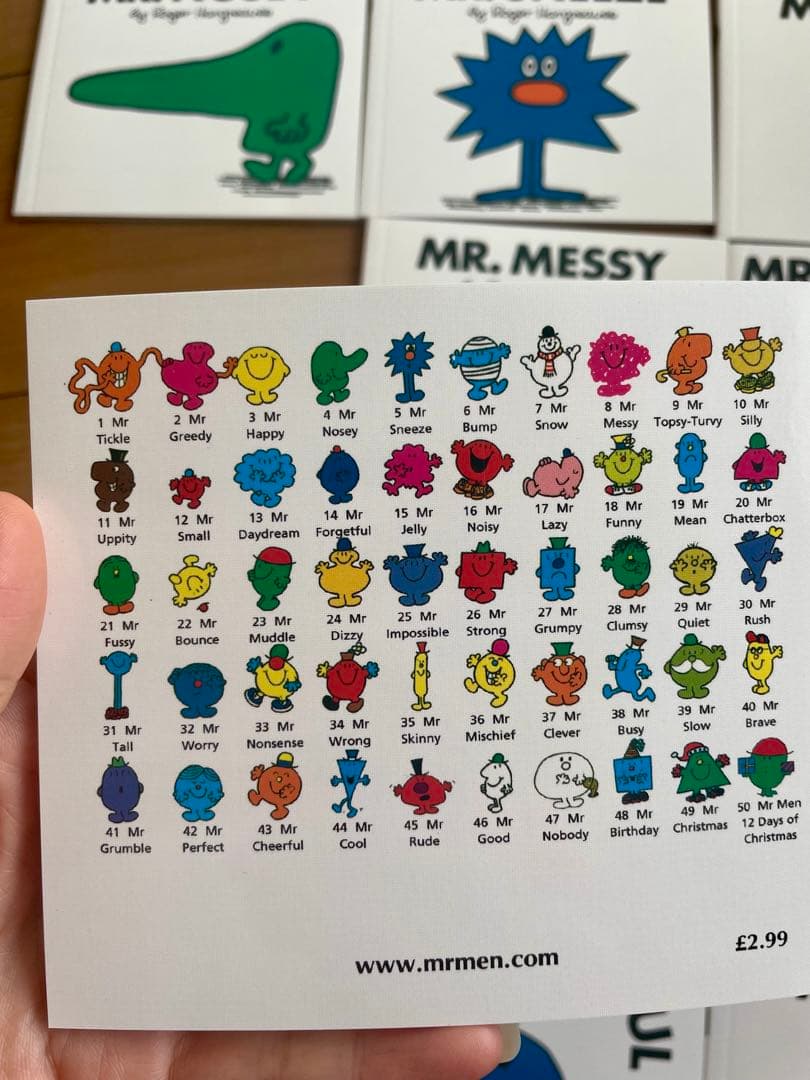 by Roger Hargreaves
MR. MESSY
MR
1 Mr
Tickle
2 Mr
Greedy
3 Mr
Happy
4 Mr
Nosey
5 Mr
Sneeze
6 Mr
Bump
7 Mr
Snow
8 Mr
Messy
9 Mr
Topsy-Turvy
10 Mr
Silly
11 Mr
Uppity
12 Mr
Small
13 Mr
Daydream
14 Mr
Forgetful
15 Mr
Jelly
16 Mr
Noisy
17 Mr
Lazy
18 Mr
Funny
19 Mr
Mean
20 Mr
Chatterbox
21 Mr
Fussy
22 Mr
Bounce
23 Mr
Muddle
24 Mr
Dizzy
25 Mr
Impossible
26 Mr
Strong
27 Mr
Grumpy
28 Mr
Clumsy
29 Mr
Quiet
30 Mr
Rush
31 Mr
Tall
32 Mr
Worry
33 Mr
Nonsense
34 Mr
Wrong
35 Mr
Skinny
36 Mr
Mischief
37 Mr
Clever
38 Mr
Busy
39 Mr
Slow
40 Mr
Brave
41 Mr
Grumble
42 Mr
Perfect
43 Mr
Cheerful
44 Mr
Cool
45 Mr
Rude
46 Mr
Good
47 Mr
Nobody
48 Mr
Birthday
49 Mr
Christmas
50 Mr Men
12 Days of
Christmas
www.mrmen.com
£2.99
UL